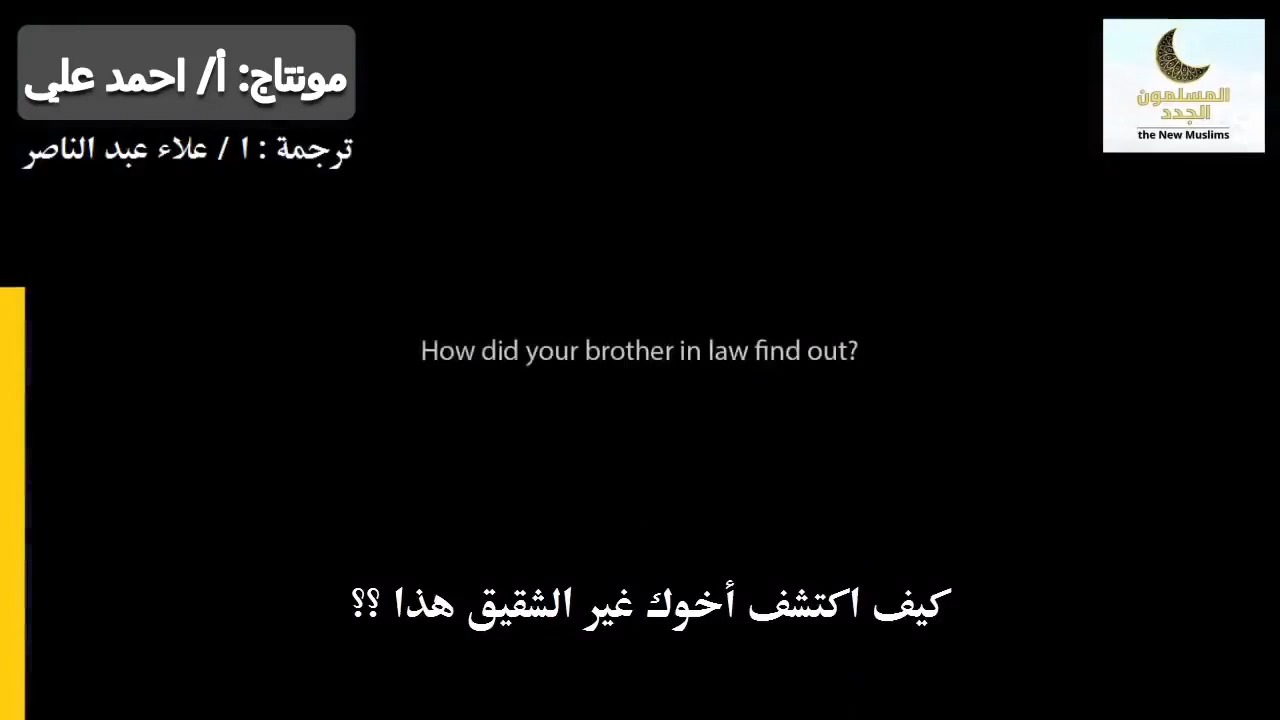 مونتاج: أ/ احمد علي
ترجمة : ا / علاء عبد الناصر
المسلمون
الجدد
the New Muslims
How did your brother in law find out?
كيف اكتشف أخوك غير الشقيق هذا ؟؟